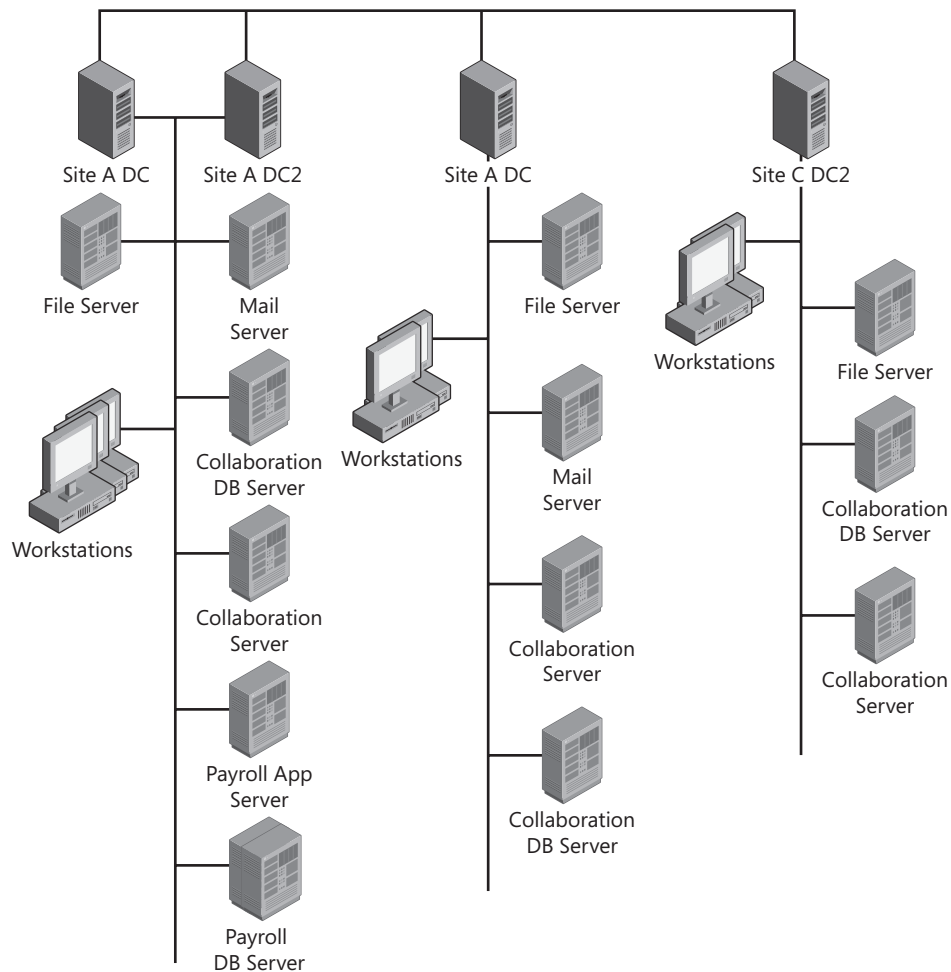 Site A DC
Site A DC2
Site A DC
Site C DC2
File Server
Mail
Server
File Server
Workstations
File Server
Workstations
Collaboration
DB Server
Mail
Server
Collaboration
DB Server
Workstations
Collaboration
Server
Collaboration
Server
Collaboration
Server
Payroll App
Server
Collaboration
DB Server
Payroll
DB Server